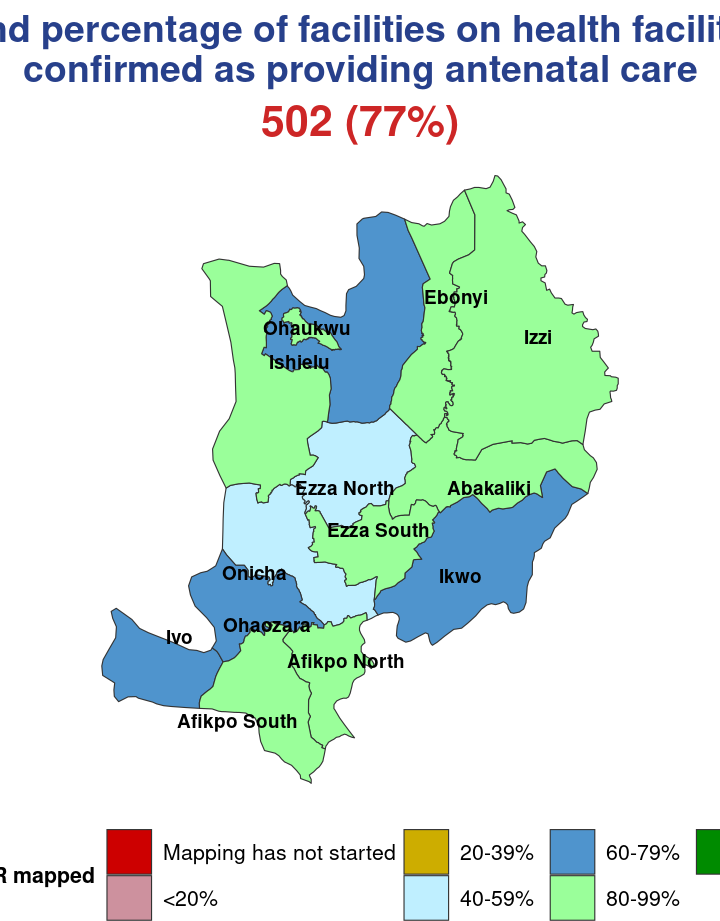 percentage of facilities on health
confirmed as providing antenatal care
502 (77%)
Ebonyi
Ohaukwu
Izzi
Ishielu
Ezza North
Abakaliki
Ezza South
Onicha
Ikwo
Ohaozara
Ivo
Afikpo North
Afikpo South
Mapping has not started
20-39%
60-79%
mapped
<20%
40-59%
80-99%